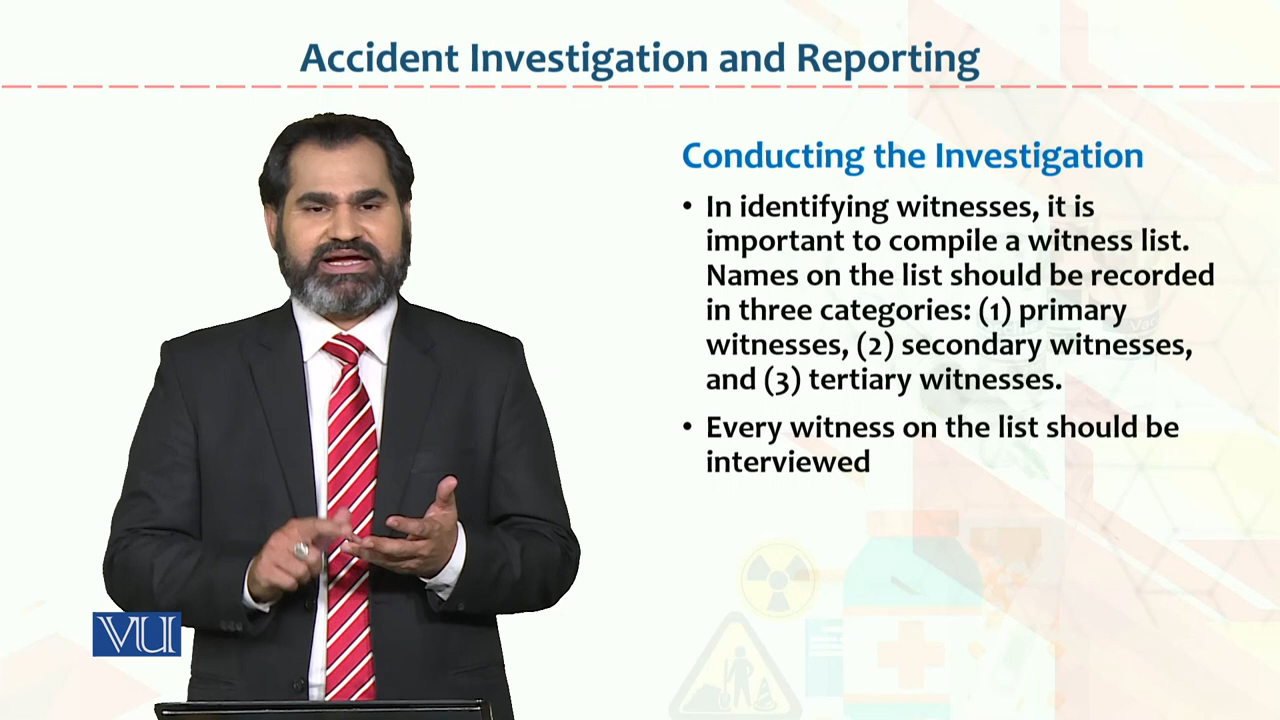 Accident Investigation and Reporting
Conducting the Investigation
• In identifying witnesses, it is
important to compile a witness list.
Names on the list should be recorded
in three categories: (1) primary
witnesses, (2) secondary witnesses,
and (3) tertiary witnesses.
• Every witness on the list should be
interviewed
VU